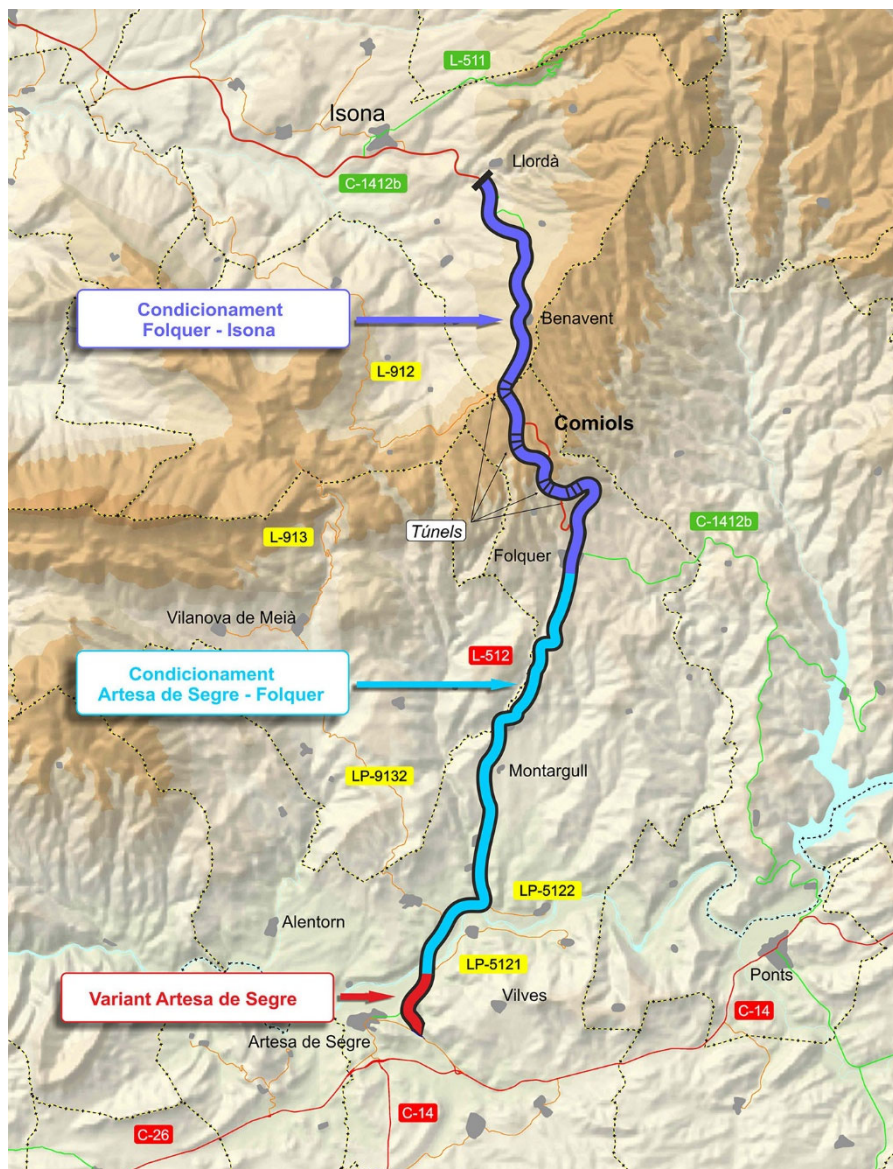 L-511
Isona
Llordà
C-1412b
Condicionament
Folquer - Isona
Benavent
L-912
Comiols
Túnels
C-1412b
L-913
Folquer
Vilanova de Meià
L-512
Condicionament
Artesa de Segre - Folquer
Montargull
LP-9132
LP-5122
Alentorn
LP-5121
Ponts
Variant Artesa de Segre
Vilves
C-14
Artesa de Segre
C-14
C-26